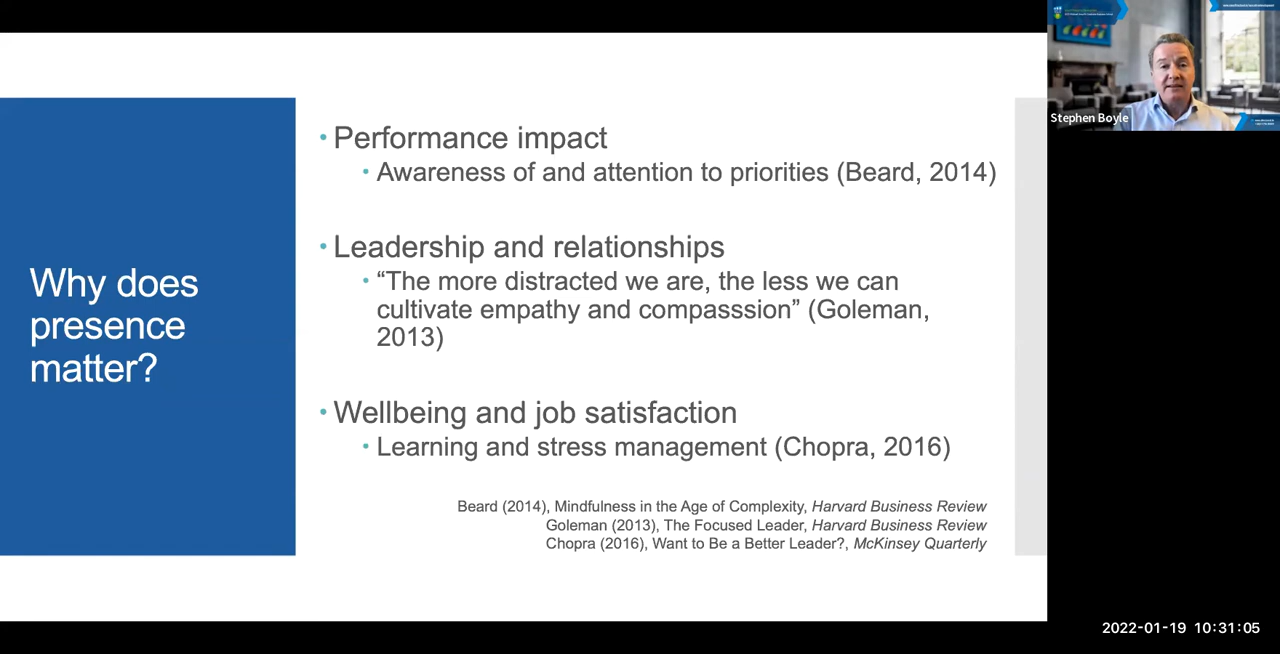 Why does
presence
matter?
• Performance impact
• Awareness of and attention to priorities (Beard, 2014)
• Leadership and relationships
• “The more distracted we are, the less we can
cultivate empathy and compasssion” (Goleman,
2013)
• Wellbeing and job satisfaction
• Learning and stress management (Chopra, 2016)
Beard (2014), Mindfulness in the Age of Complexity, Harvard Business Review
Goleman (2013), The Focused Leader, Harvard Business Review
Chopra (2016), Want to Be a Better Leader?, McKinsey Quarterly
Stephen Boyle
2022-01-19 10:31:05